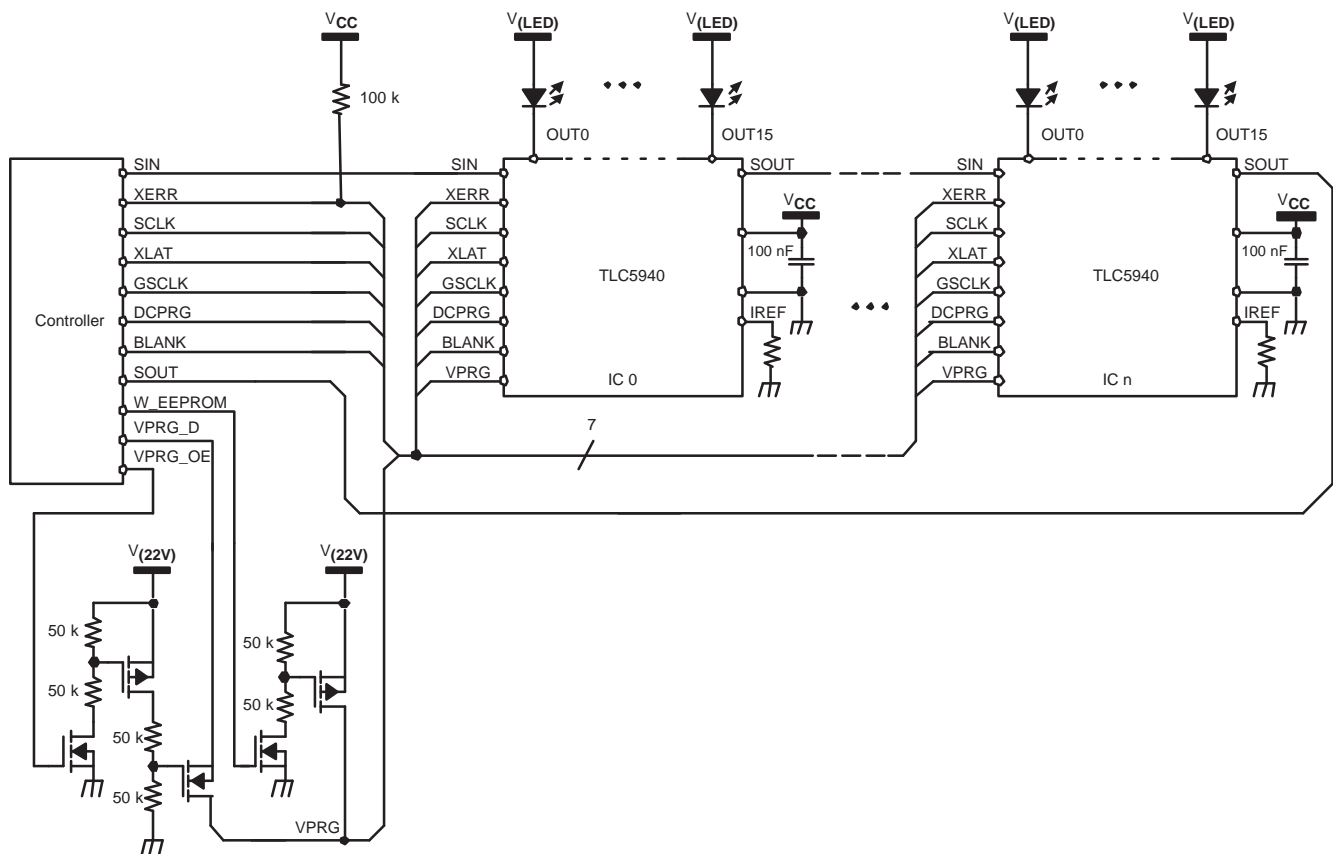 VCC
V(LED)
V(LED)
V(LED)
V(LED)
100 k
OUT0
OUT15
OUT0
OUT15
SIN
SIN
SOUT
SIN
SOUT
XERR
XERR
XERR
VCC
VCC
SCLK
SCLK
SCLK
100 nF
100 nF
XLAT
XLAT
XLAT
TLC5940
TLC5940
GSCLK
GSCLK
GSCLK
Controller
DCPRG
DCPRG
IREF
DCPRG
IREF
BLANK
BLANK
BLANK
SOUT
VPRG
IC 0
VPRG
IC n
W_EEPROM
VPRG_D
7
VPRG_OE
V(22V)
V(22V)
50 k
50 k
50 k
50 k
50 k
50 k
VPRG